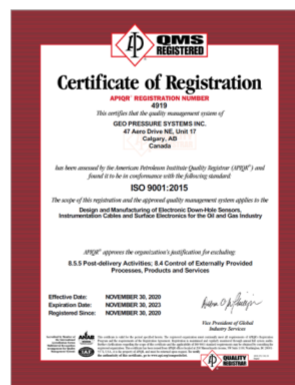 QMS
REGISTERED
Certificate of Registration
APIQR® REGISTRATION NUMBER
4919
This certifies that the quality management system of
GEO PRESSURE SYSTEMS INC.
47 Aero Drive NE, Unit 17
Calgary, AB
Canada
has been assessed by the American Petroleum Institute Quality Registrar (APIQR®) and
found it to be in conformance with the following standard:
ISO 9001:2015
The scope of this registration and the approved quality management system applies to the
Design and Manufacturing of Electronic Down-Hole Sensors,
Instrumentation Cables and Surface Electronics for the Oil and Gas Industry
APIQR® approves the organization's justification for excluding:
8.5.5 Post-delivery Activities; 8.4 Control of Externally Provided
Processes, Products and Services
Effective Date: NOVEMBER 30, 2020
Expiration Date: NOVEMBER 30, 2023
Registered Since: NOVEMBER 30, 2020
Vice President of Global
Industry Services
QUALITY
REGISTRAR